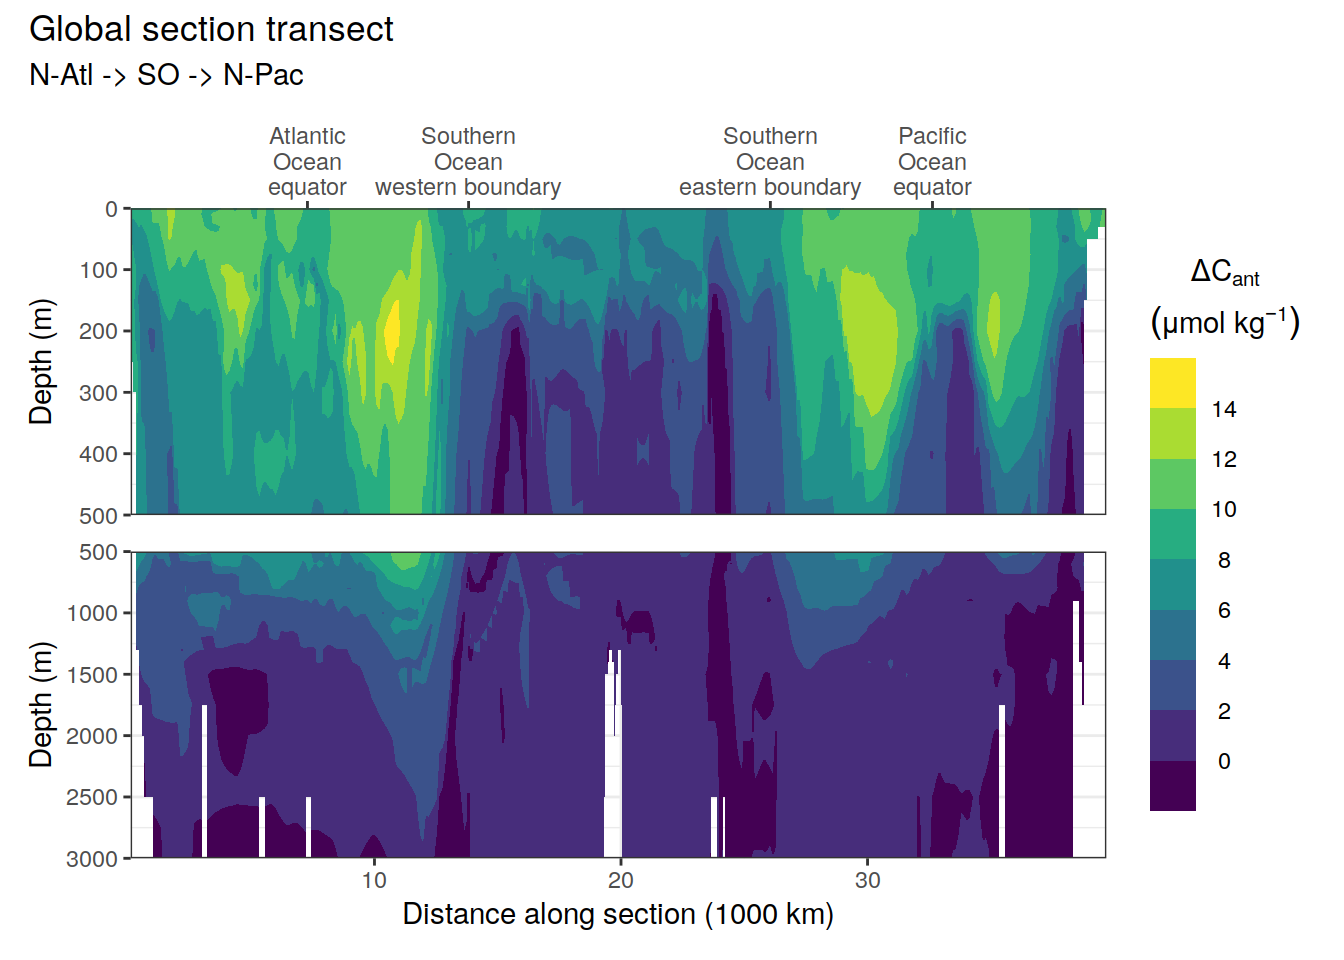 Global section transect
N-Atl -> SO -> N-Pac
Atlantic
Ocean
equator
Southern
Ocean
western boundary
Southern
Ocean
eastern boundary
Pacific
Ocean
equator
Depth (m)
0
100
200
300
400
500
Depth (m)
500
1000
1500
2000
2500
3000
10
20
30
Distance along section (1000 km)
ΔCant
(µmol kg⁻¹)
14
12
10
8
6
4
2
0